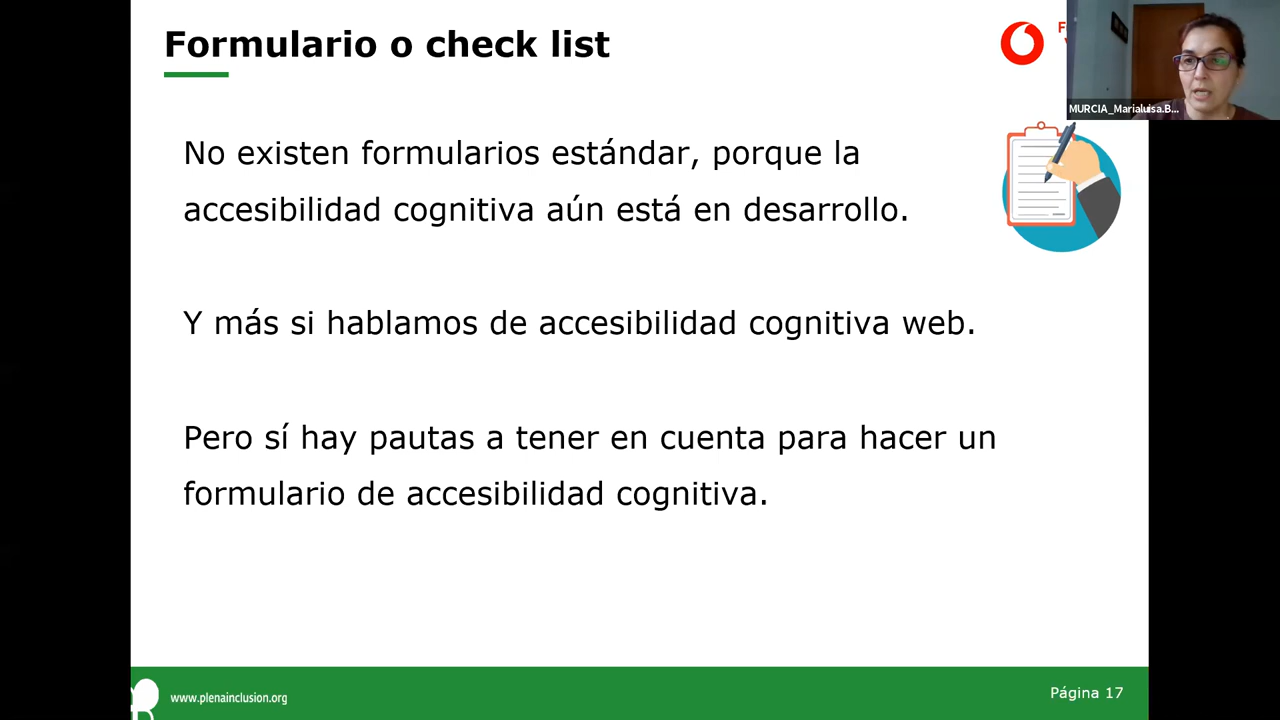 Formulario o check list
MURCIA_Marialuisa.B...
No existen formularios estándar, porque la
accesibilidad cognitiva aún está en desarrollo.
Y más si hablamos de accesibilidad cognitiva web.
Pero sí hay pautas a tener en cuenta para hacer un
formulario de accesibilidad cognitiva.
www.plenainclusion.org
Página 17